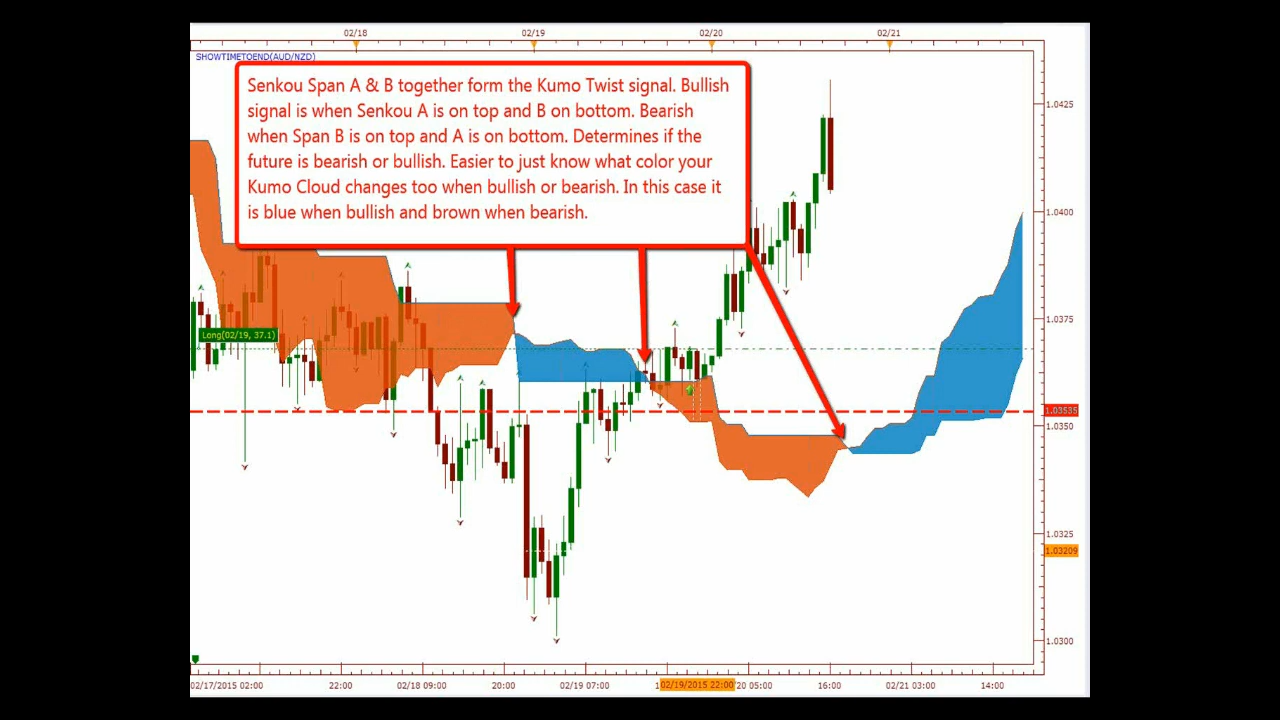 02/18 02/19 02/20 02/21
SHOWTIMETOEND(AUD/NZD)
Senkou Span A & B together form the Kumo Twist signal. Bullish
signal is when Senkou A is on top and B on bottom. Bearish
when Span B is on top and A is on bottom. Determines if the
future is bearish or bullish. Easier to just know what color your
Kumo Cloud changes too when bullish or bearish. In this case it
is blue when bullish and brown when bearish.
1.0425
1.0400
1.0375
Long(02/19, 37.1)
1.03535
1.0350
1.0325
1.03209
1.0300
02/17/2015 02:00 22:00 02/18 09:00 20:00 02/19 07:00 02/19/2015 22:00 20 05:00 16:00 02/21 03:00 14:00